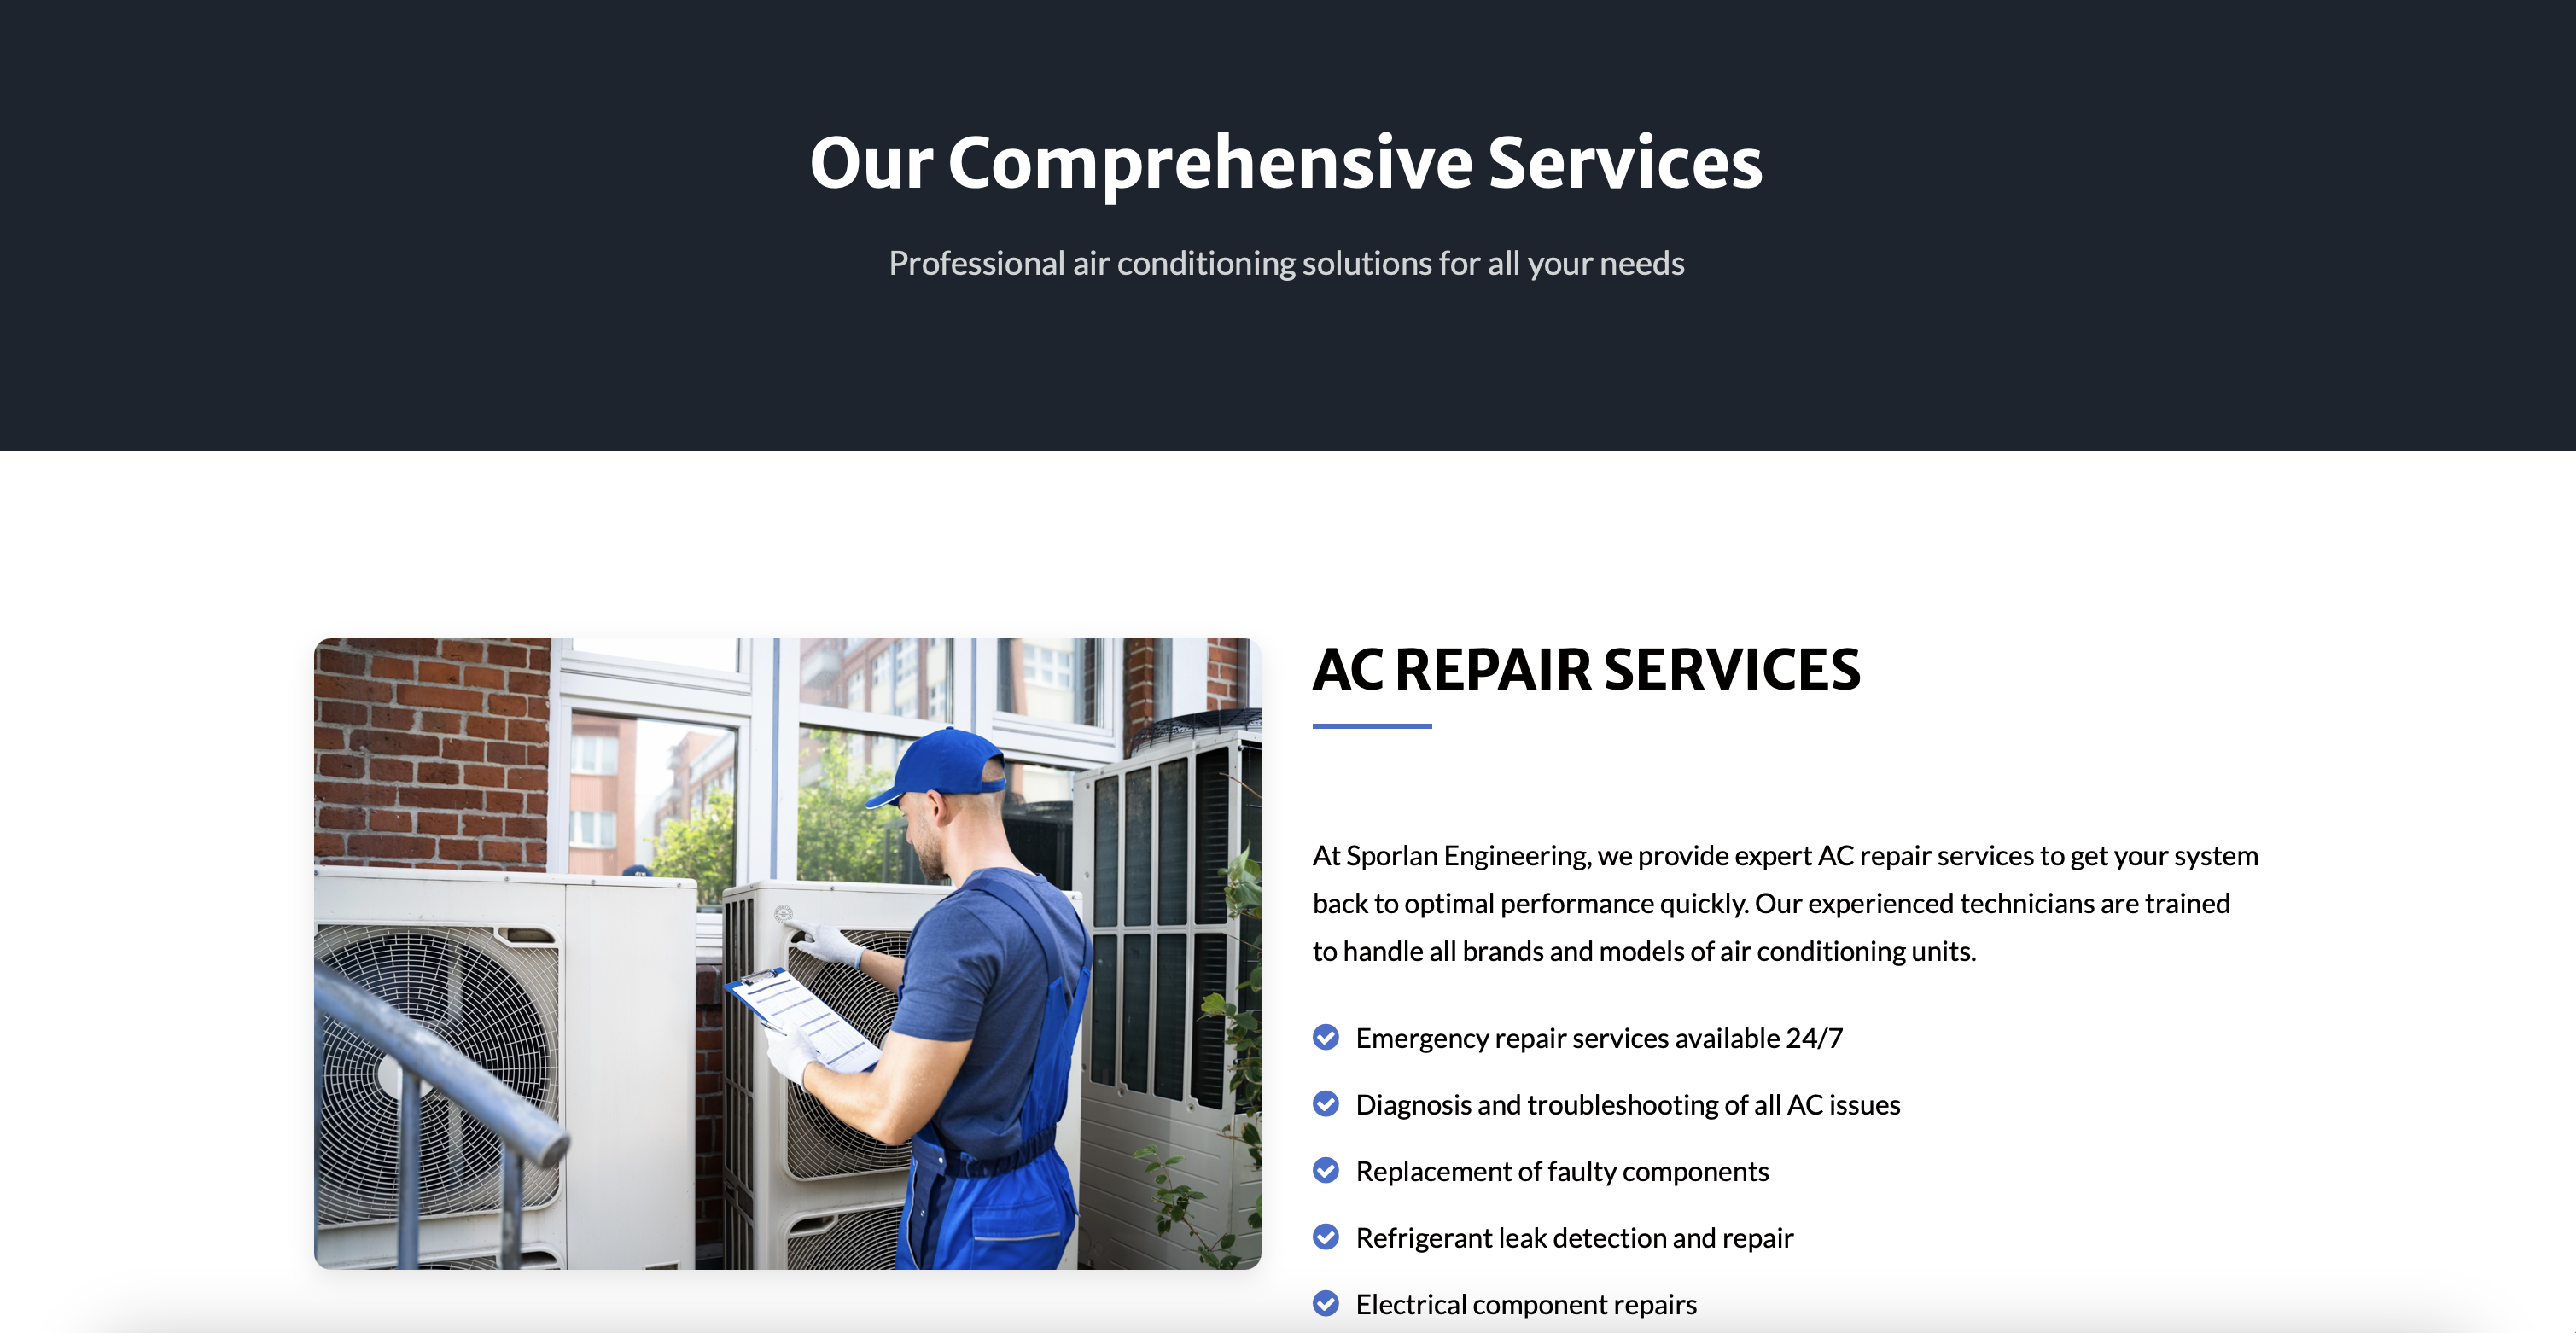 Our Comprehensive Services
Professional air conditioning solutions for all your needs
AC REPAIR SERVICES
At Sporlan Engineering, we provide expert AC repair services to get your system
back to optimal performance quickly. Our experienced technicians are trained
to handle all brands and models of air conditioning units.
Emergency repair services available 24/7
Diagnosis and troubleshooting of all AC issues
Replacement of faulty components
Refrigerant leak detection and repair
Electrical component repairs